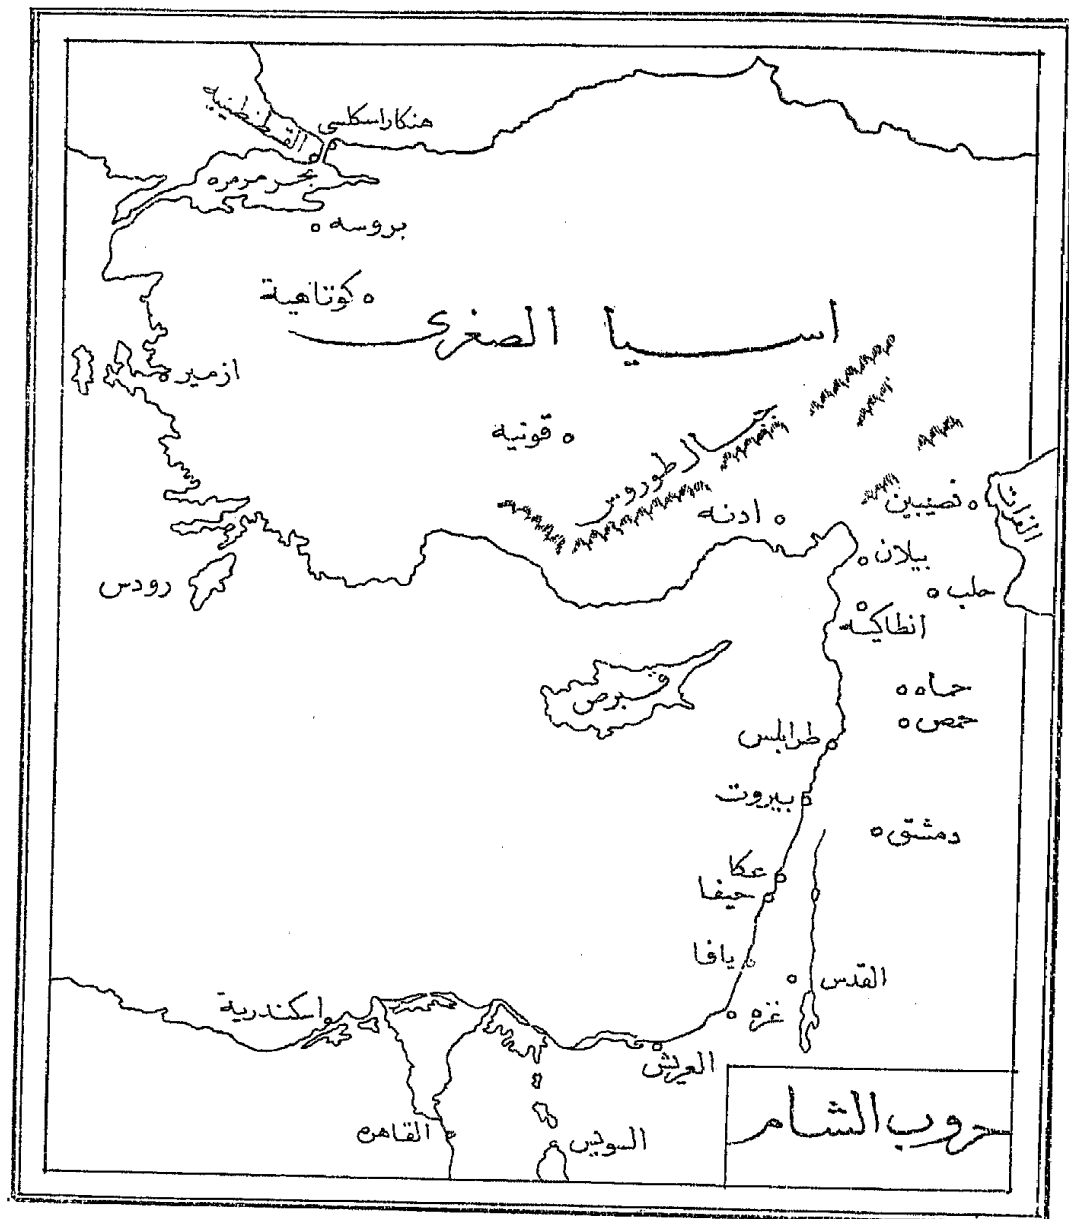 هنكاراسكلسى
القسطنطينية
بحر مرمره
بروسه
كوتاهية
اسيا الصغرى
ازمير
قونيه
جبال طوروس
ادنه
نصيبين
الفرات
بيلان
حلب
انطاكيه
رودس
قبرص
حماه
حمص
طرابلس
بيروت
دمشق
عكا
حيفا
يافا
القدس
غزه
اسكندرية
العريش
القاهره
السويس
حروب الشام